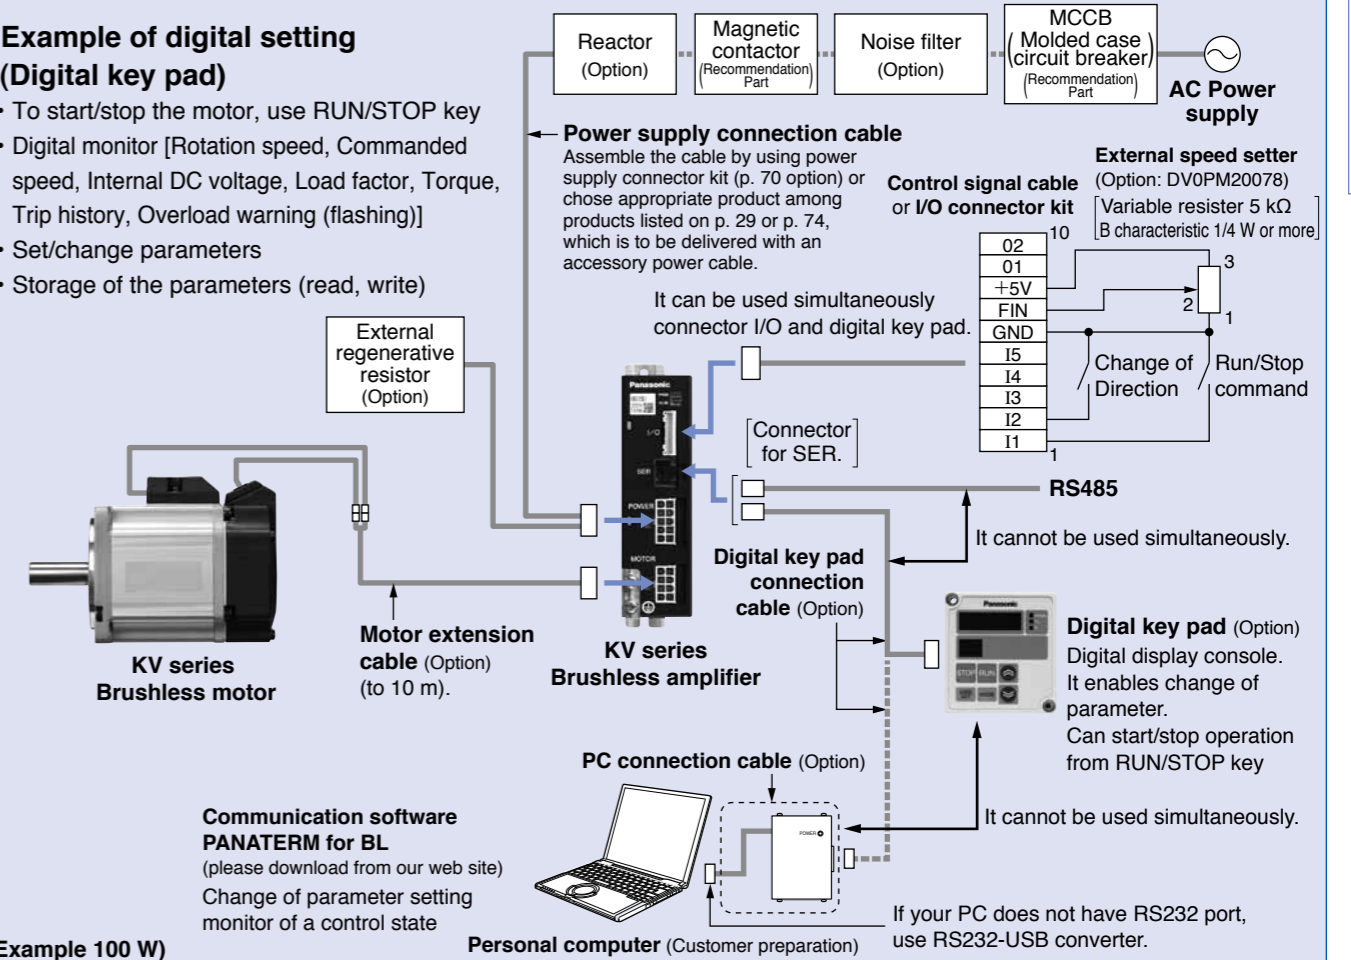 Example of digital setting
(Digital key pad)
・To start/stop the motor, use RUN/STOP key
・Digital monitor [Rotation speed, Commanded
speed, Internal DC voltage, Load factor, Torque,
Trip history, Overload warning (flashing)]
・Set/change parameters
・Storage of the parameters (read, write)
Reactor
(Option)
Magnetic
contactor
(Recommendation Part)
Noise filter
(Option)
MCCB
(Molded case
circuit breaker)
(Recommendation Part)
AC Power
supply
Power supply connection cable
Assemble the cable by using power
supply connector kit (p. 70 option) or
chose appropriate product among
products listed on p. 29 or p. 74,
which is to be delivered with an
accessory power cable.
Control signal cable
or I/O connector kit
External speed setter
(Option: DV0PM20078)
[Variable resister 5 kΩ
B characteristic 1/4 W or more]
10
02
01
+5V
FIN
GND
I5
I4
I3
I2
I1
1
3
2
1
Change of
Direction
Run/Stop
command
It can be used simultaneously
connector I/O and digital key pad.
External
regenerative
resistor
(Option)
Panasonic
I/O
SER
POWER
MOTOR
[Connector
for SER.]
RS485
It cannot be used simultaneously.
Digital key pad
connection
cable (Option)
Motor extension
cable (Option)
(to 10 m).
KV series
Brushless motor
KV series
Brushless amplifier
Panasonic
STOP
RUN
MODE
Digital key pad (Option)
Digital display console.
It enables change of
parameter.
Can start/stop operation
from RUN/STOP key
It cannot be used simultaneously.
PC connection cable (Option)
POWER
Communication software
PANATERM for BL
(please download from our web site)
Change of parameter setting
monitor of a control state
Personal computer (Customer preparation)
If your PC does not have RS232 port,
use RS232-USB converter.
Example 100 W)